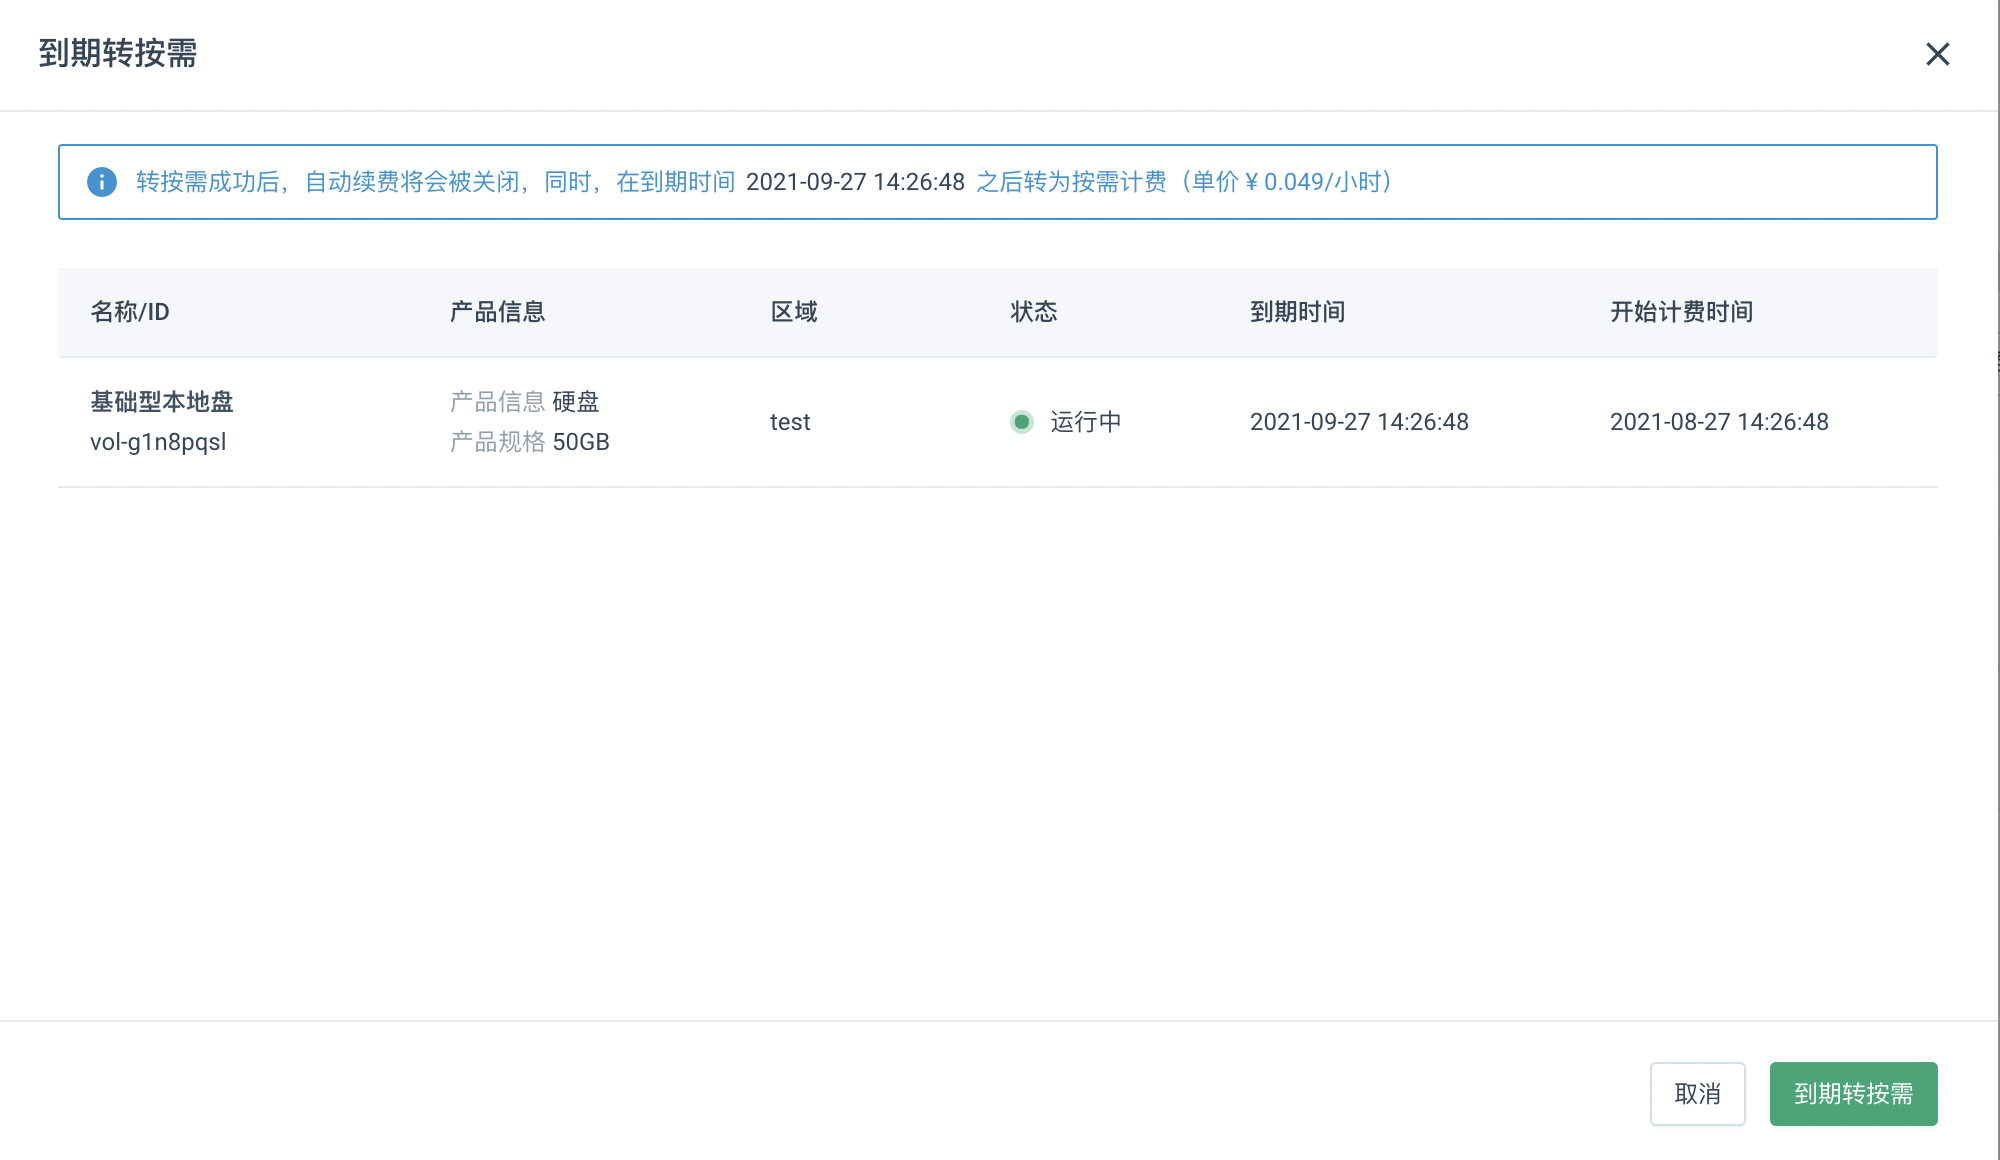 到期转按需
转按需成功后，自动续费将会被关闭，同时，在到期时间 2021-09-27 14:26:48 之后转为按需计费（单价 ¥ 0.049/小时）
名称/ID 产品信息 区域 状态 到期时间 开始计费时间
基础型本地盘 产品信息 硬盘
vol-g1n8pqsl 产品规格 50GB
test 运行中 2021-09-27 14:26:48 2021-08-27 14:26:48
取消 到期转按需